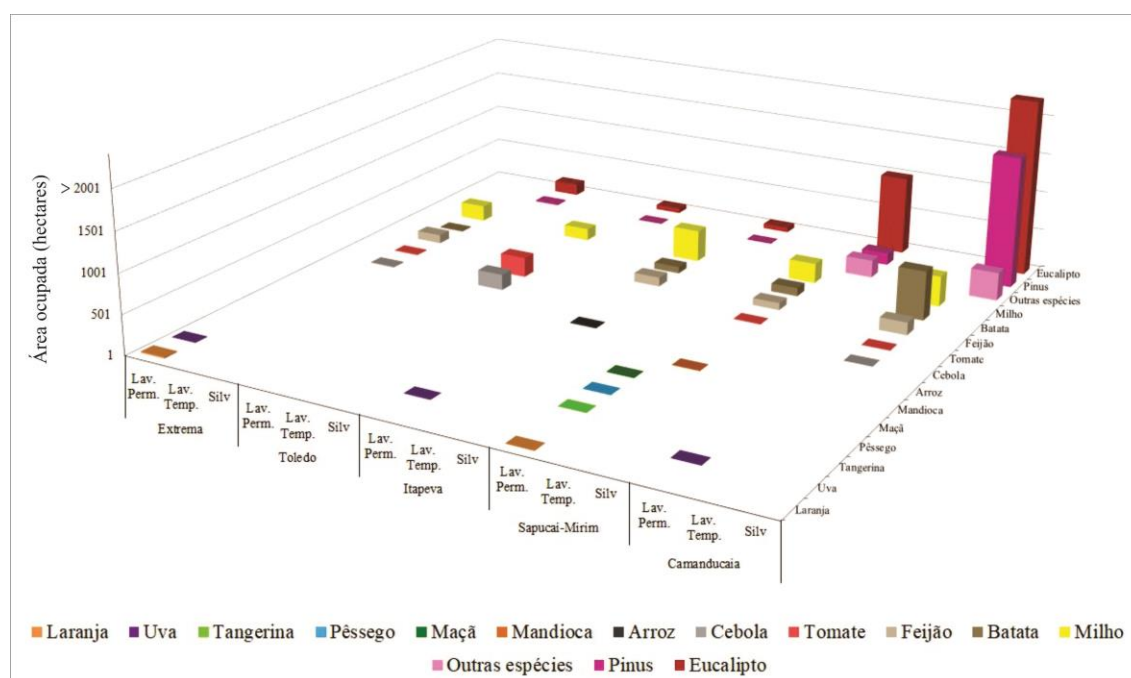 Área ocupada (hectares)
> 2001
1501
1001
501
1
Lav. Perm.
Lav. Temp.
Silv
Extrema
Lav. Perm.
Lav. Temp.
Silv
Toledo
Lav. Perm.
Lav. Temp.
Silv
Itapeva
Lav. Perm.
Lav. Temp.
Silv
Sapucai-Mirim
Lav. Perm.
Lav. Temp.
Silv
Camanducaia
Eucalipto
Pinus
Outras espécies
Milho
Batata
Feijão
Tomate
Cebola
Arroz
Mandioca
Maçã
Pêssego
Tangerina
Uva
Laranja
Laranja Uva Tangerina Pêssego Maçã Mandioca Arroz Cebola Tomate Feijão Batata Milho
Outras espécies Pinus Eucalipto